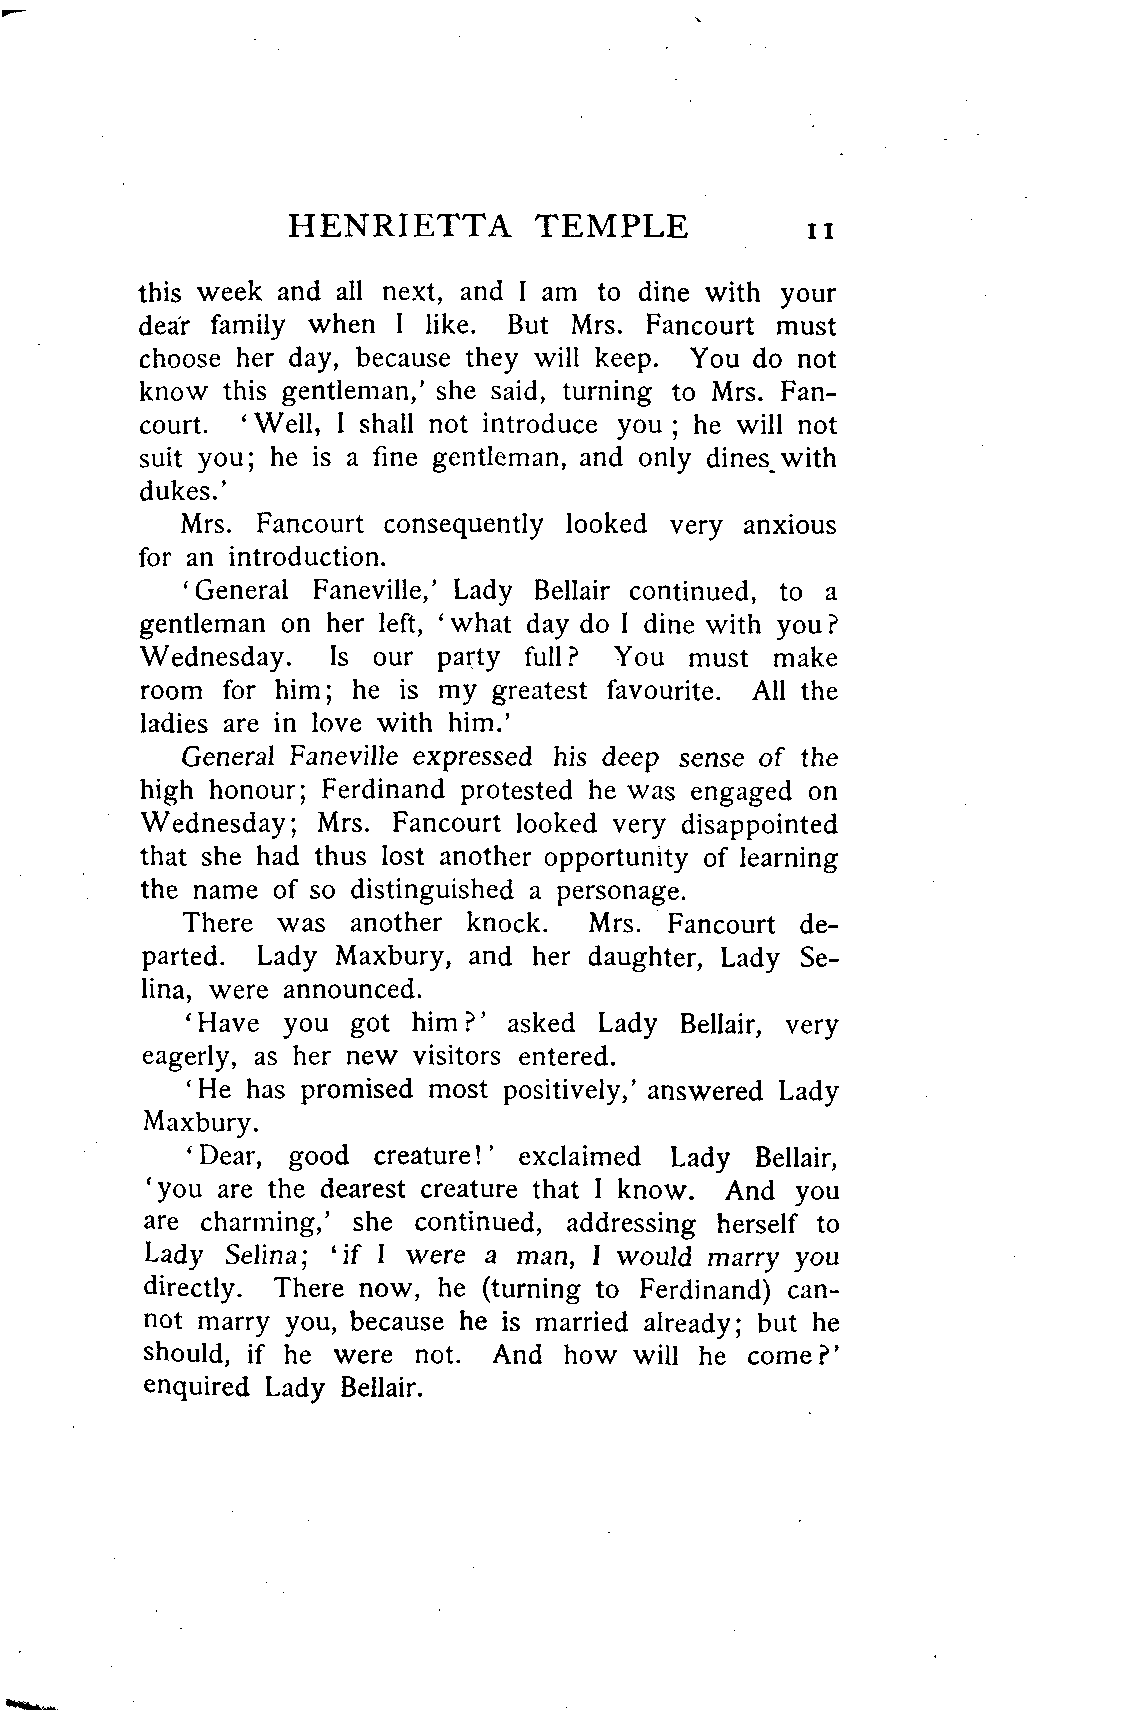 HENRIETTA TEMPLE 11
this week and all next, and I am to dine with your
dear family when I like. But Mrs. Fancourt must
choose her day, because they will keep. You do not
know this gentleman,' she said, turning to Mrs. Fan-
court. 'Well, I shall not introduce you ; he will not
suit you; he is a fine gentleman, and only dines with
dukes.'
Mrs. Fancourt consequently looked very anxious
for an introduction.
'General Faneville,' Lady Bellair continued, to a
gentleman on her left, 'what day do I dine with you?
Wednesday. Is our party full? You must make
room for him; he is my greatest favourite. All the
ladies are in love with him.'
General Faneville expressed his deep sense of the
high honour; Ferdinand protested he was engaged on
Wednesday; Mrs. Fancourt looked very disappointed
that she had thus lost another opportunity of learning
the name of so distinguished a personage.
There was another knock. Mrs. Fancourt de-
parted. Lady Maxbury, and her daughter, Lady Se-
lina, were announced.
'Have you got him?' asked Lady Bellair, very
eagerly, as her new visitors entered.
'He has promised most positively,' answered Lady
Maxbury.
'Dear, good creature!' exclaimed Lady Bellair,
'you are the dearest creature that I know. And you
are charming,' she continued, addressing herself to
Lady Selina; 'if I were a man, I would marry you
directly. There now, he (turning to Ferdinand) can-
not marry you, because he is married already; but he
should, if he were not. And how will he come?'
enquired Lady Bellair.